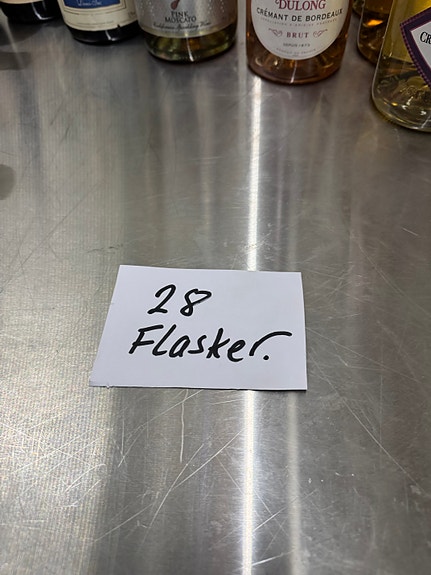 PINK
MOSCATO
DULONG
CRÉMANT DE BORDEAUX
BRUT
28
Flasker.